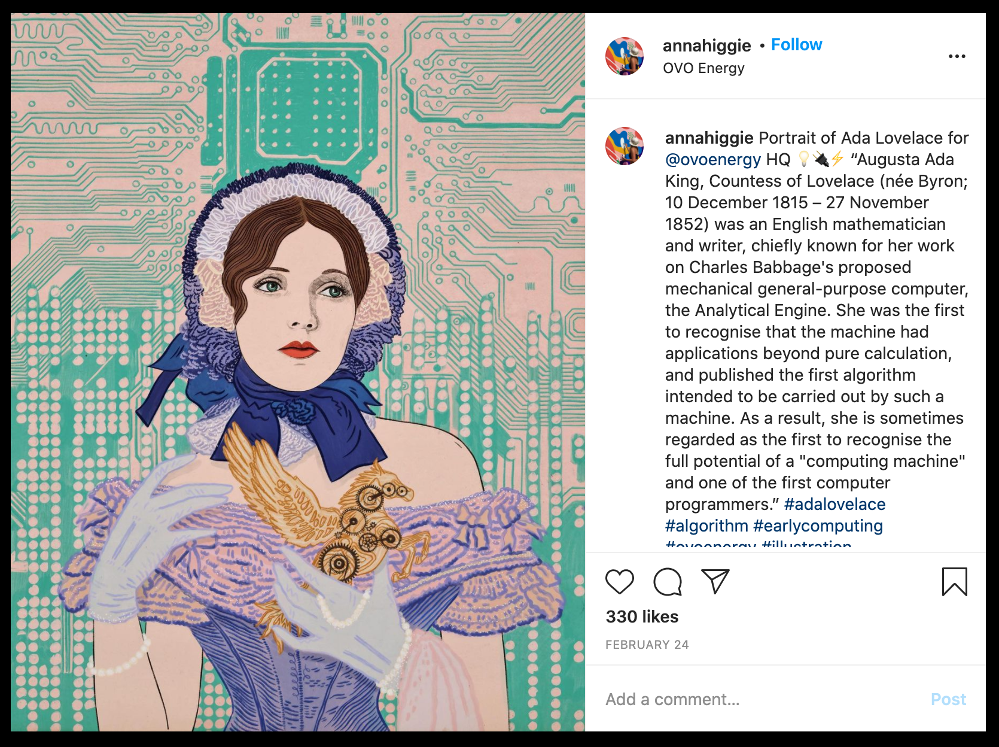 annahiggie • Follow
OVO Energy
annahiggie Portrait of Ada Lovelace for
@ovoenergy HQ 💡🔌⚡ “Augusta Ada
King, Countess of Lovelace (née Byron;
10 December 1815 – 27 November
1852) was an English mathematician
and writer, chiefly known for her work
on Charles Babbage's proposed
mechanical general-purpose computer,
the Analytical Engine. She was the first
to recognise that the machine had
applications beyond pure calculation,
and published the first algorithm
intended to be carried out by such a
machine. As a result, she is sometimes
regarded as the first to recognise the
full potential of a "computing machine"
and one of the first computer
programmers.” #adalovelace
#algorithm #earlycomputing
#ovoenergy #illustration
330 likes
FEBRUARY 24
Add a comment...
Post